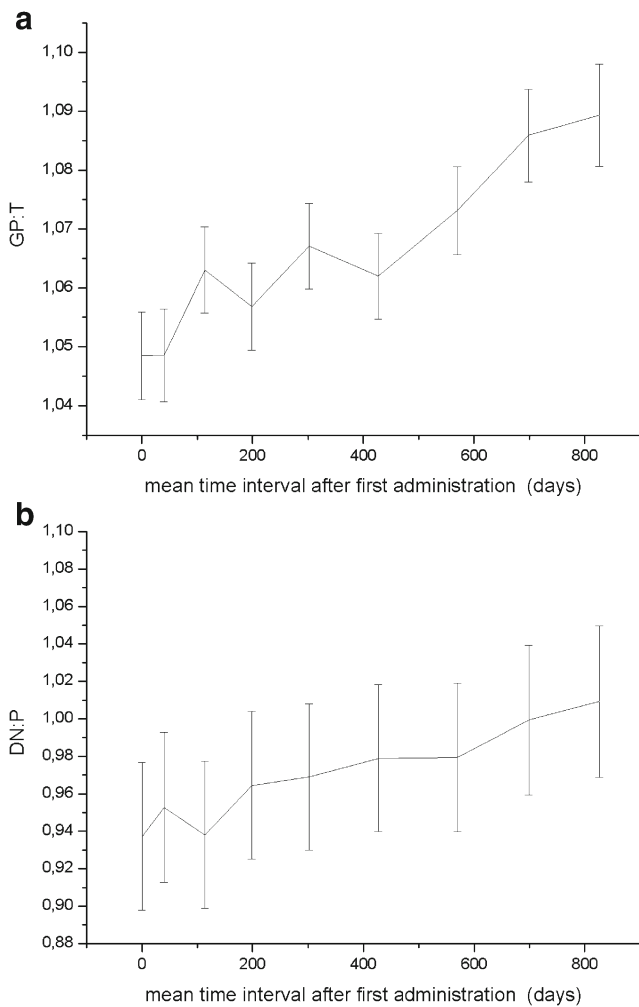 a
1,10
1,09
1,08
1,07
1,06
1,05
1,04
GP:T
0 200 400 600 800
mean time interval after first administration (days)
b
1,10
1,08
1,06
1,04
1,02
1,00
0,98
0,96
0,94
0,92
0,90
0,88
DN:P
0 200 400 600 800
mean time interval after first administration (days)